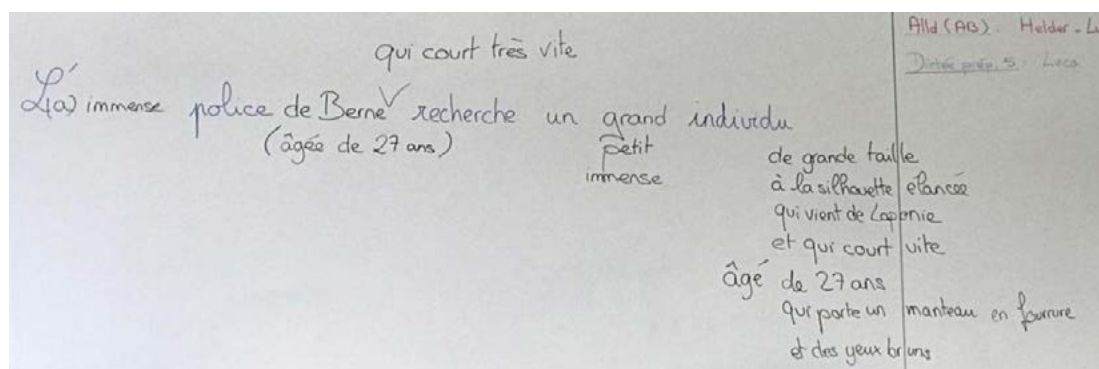 Alld (AB). Helder - L
Dictée prép. 5. Luca
qui court très vite
L'(a) immense police de Berne recherche un grand individu
(âgée de 27 ans) petit
immense
de grande taille
à la silhouette élancée
qui vient de Laponie
et qui court vite
âgé de 27 ans
qui porte un manteau en fourrure
et des yeux bruns